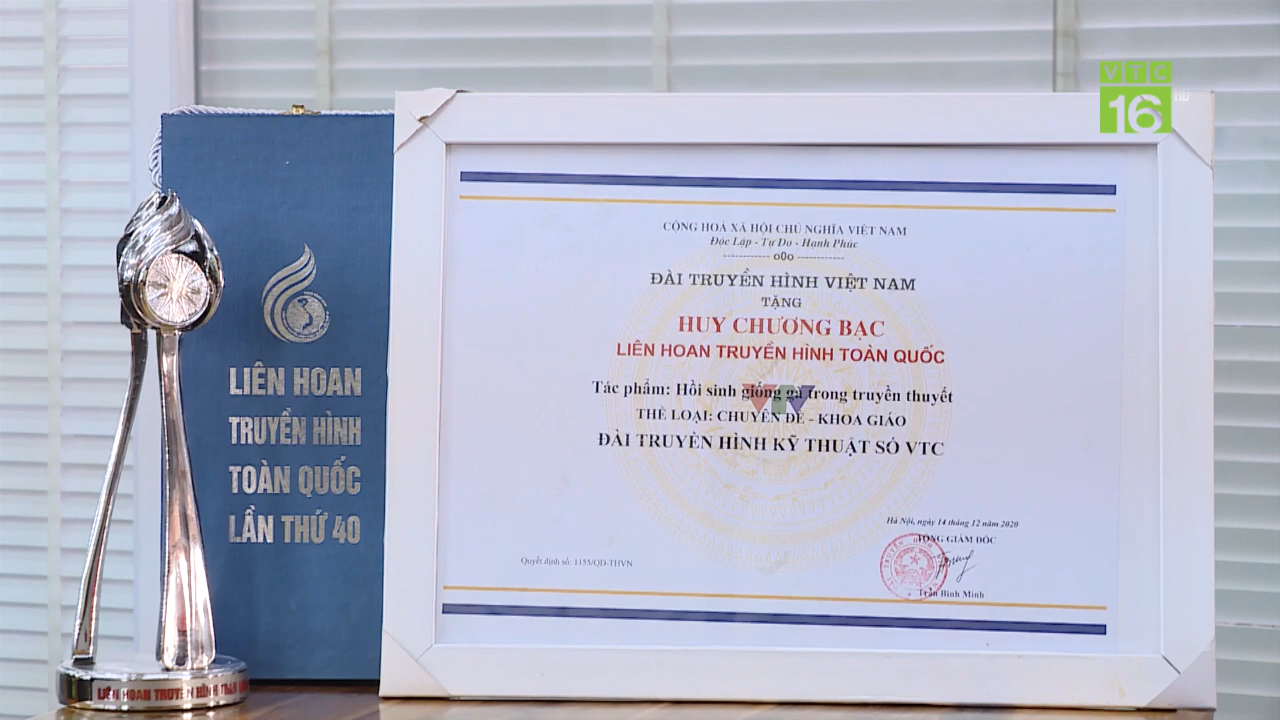 VTC
16
HD
LIÊN HOAN
TRUYỀN HÌNH
TOÀN QUỐC
LẦN THỨ 40
LIÊN HOAN TRUYỀN HÌNH TOÀN
CỘNG HOÀ XÃ HỘI CHỦ NGHĨA VIỆT NAM
Độc Lập - Tự Do - Hạnh Phúc
------------ o0o ------------
ĐÀI TRUYỀN HÌNH VIỆT NAM
TẶNG
HUY CHƯƠNG BẠC
LIÊN HOAN TRUYỀN HÌNH TOÀN QUỐC
Tác phẩm: Hồi sinh giống gà trong truyền thuyết
THỂ LOẠI: CHUYÊN ĐỀ - KHOA GIÁO
ĐÀI TRUYỀN HÌNH KỸ THUẬT SỐ VTC
VTV
Hà Nội, ngày 14 tháng 12 năm 2020
TỔNG GIÁM ĐỐC
Trần Bình Minh
Quyết định số: 1155/QĐ-THVN